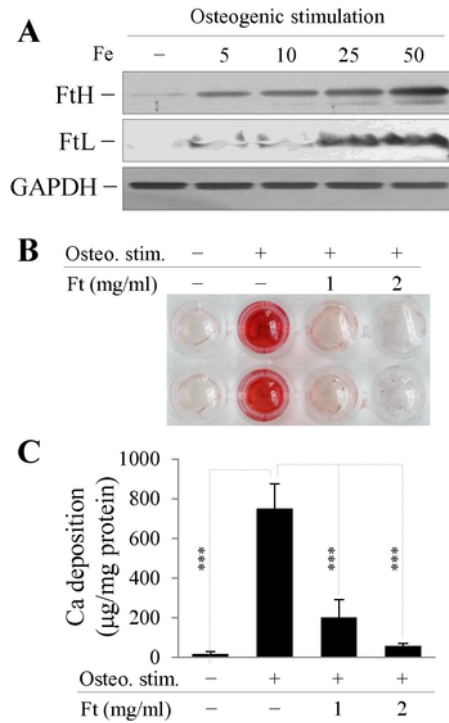 A
Osteogenic stimulation
Fe – 5 10 25 50
FtH –
FtL –
GAPDH –
B
Osteo. stim. – + + +
Ft (mg/ml) – – 1 2
C
Ca deposition
(µg/mg protein)
1000
800
600
400
200
0
*** *** ***
Osteo. stim. – + + +
Ft (mg/ml) – – 1 2